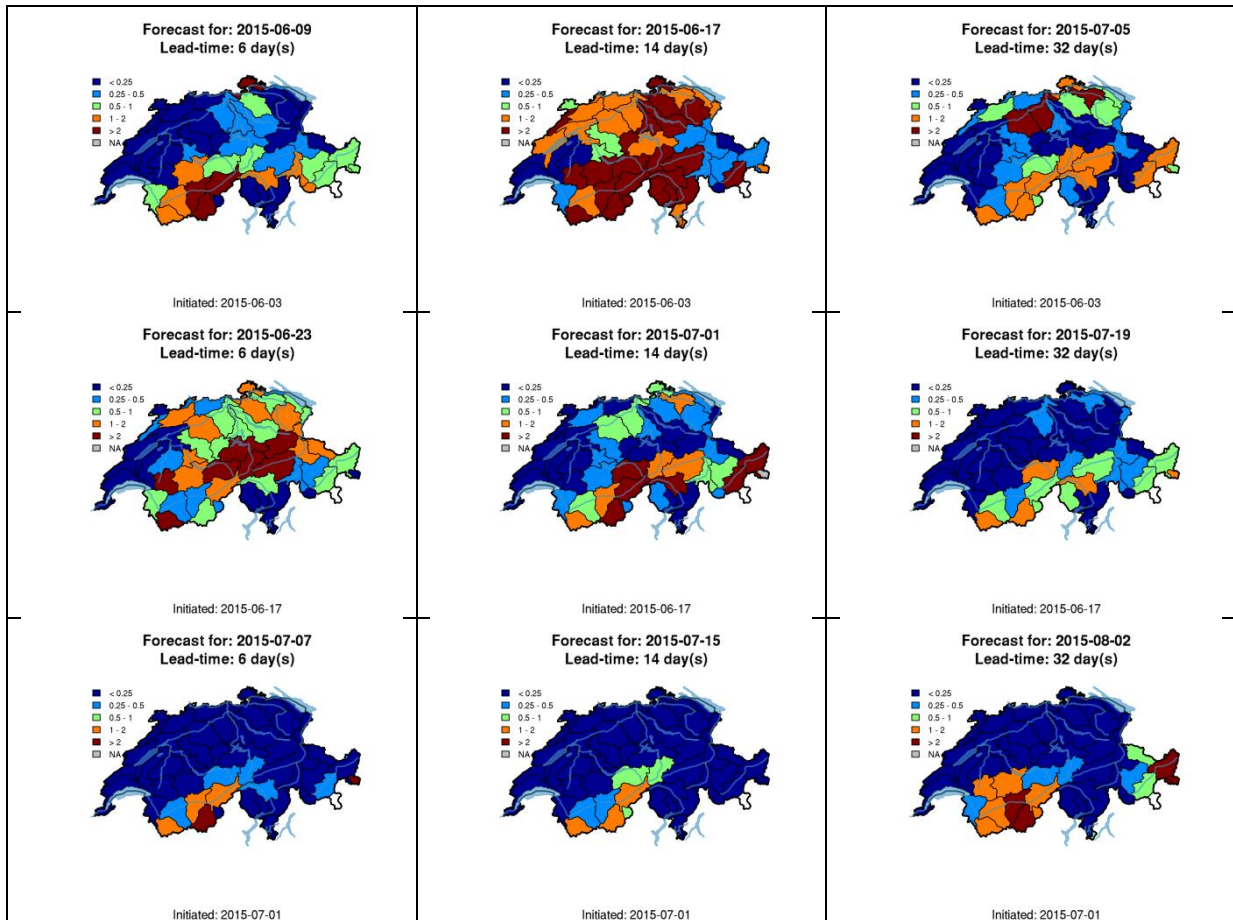 Forecast for: 2015-06-09
Lead-time: 6 day(s)
< 0.25
0.25 - 0.5
0.5 - 1
1 - 2
> 2
NA
Initiated: 2015-06-03
Forecast for: 2015-06-17
Lead-time: 14 day(s)
< 0.25
0.25 - 0.5
0.5 - 1
1 - 2
> 2
NA
Initiated: 2015-06-03
Forecast for: 2015-07-05
Lead-time: 32 day(s)
< 0.25
0.25 - 0.5
0.5 - 1
1 - 2
> 2
NA
Initiated: 2015-06-03
Forecast for: 2015-06-23
Lead-time: 6 day(s)
< 0.25
0.25 - 0.5
0.5 - 1
1 - 2
> 2
NA
Initiated: 2015-06-17
Forecast for: 2015-07-01
Lead-time: 14 day(s)
< 0.25
0.25 - 0.5
0.5 - 1
1 - 2
> 2
NA
Initiated: 2015-06-17
Forecast for: 2015-07-19
Lead-time: 32 day(s)
< 0.25
0.25 - 0.5
0.5 - 1
1 - 2
> 2
NA
Initiated: 2015-06-17
Forecast for: 2015-07-07
Lead-time: 6 day(s)
< 0.25
0.25 - 0.5
0.5 - 1
1 - 2
> 2
NA
Initiated: 2015-07-01
Forecast for: 2015-07-15
Lead-time: 14 day(s)
< 0.25
0.25 - 0.5
0.5 - 1
1 - 2
> 2
NA
Initiated: 2015-07-01
Forecast for: 2015-08-02
Lead-time: 32 day(s)
< 0.25
0.25 - 0.5
0.5 - 1
1 - 2
> 2
NA
Initiated: 2015-07-01